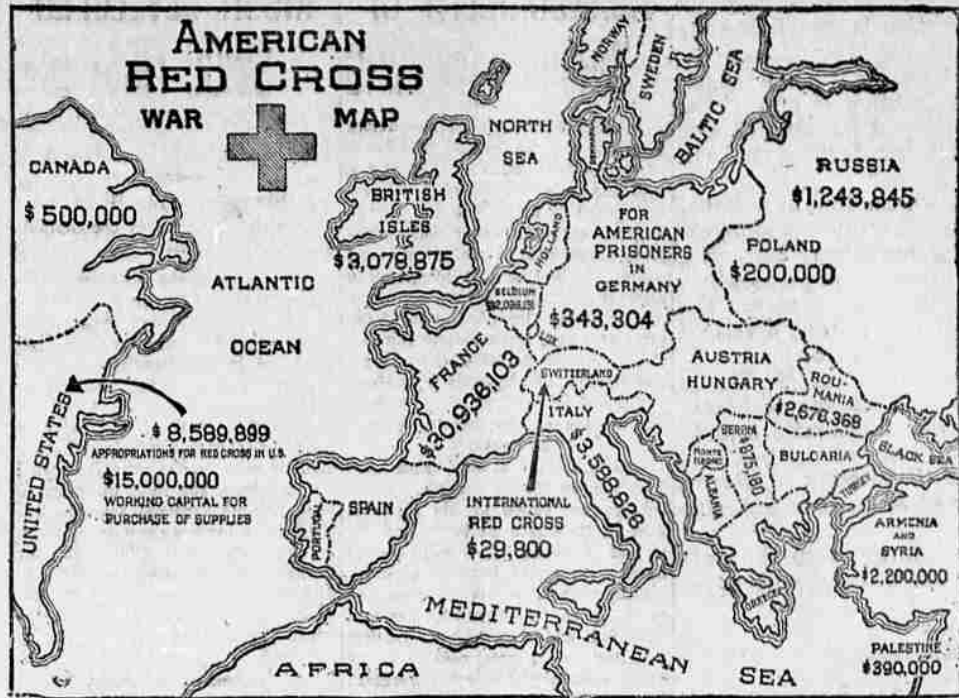 AMERICAN
RED CROSS
WAR MAP
CANADA
$500,000
ATLANTIC
OCEAN
UNITED STATES
$8,589,899
APPROPRIATIONS FOR RED CROSS IN U.S.
$15,000,000
WORKING CAPITAL FOR
PURCHASE OF SUPPLIES
NORTH
SEA
BRITISH
ISLES
$3,078,875
NORWAY
SWEDEN
BALTIC SEA
RUSSIA
$1,243,845
POLAND
$200,000
FOR
AMERICAN
PRISONERS
IN
GERMANY
$343,304
HOLLAND
BELGIUM
LUX.
FRANCE
$30,936,103
SWITZERLAND
ITALY
$3,588,826
INTERNATIONAL
RED CROSS
$29,800
SPAIN
PORTUGAL
AUSTRIA
HUNGARY
ROU-
MANIA
$2,676,368
SERBIA
$875,180
MONTE
NEGRO
ALBANIA
BULGARIA
BLACK SEA
TURKEY
GREECE
ARMENIA
AND
SYRIA
$2,200,000
PALESTINE
$390,000
MEDITERRANEAN
SEA
AFRICA